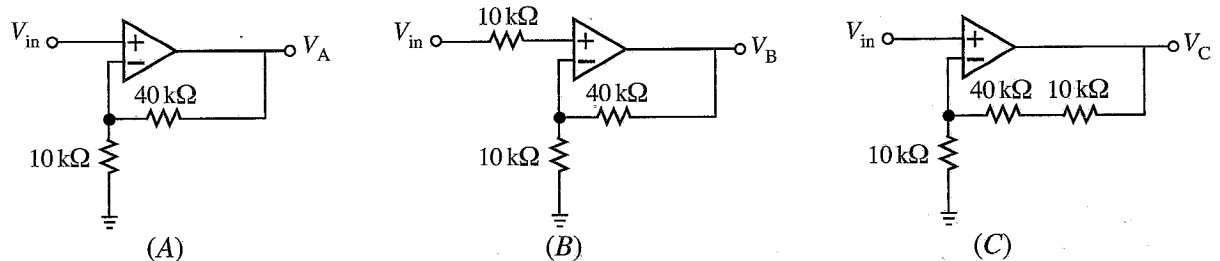 V_in + − V_A
40 kΩ
10 kΩ
(A)
10 kΩ
V_in + − V_B
40 kΩ
10 kΩ
(B)
V_in + − V_C
40 kΩ 10 kΩ
10 kΩ
(C)